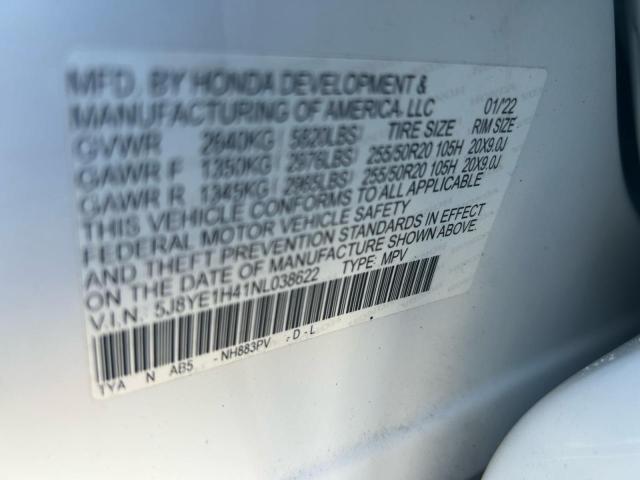 MFD. BY HONDA DEVELOPMENT &
MANUFACTURING OF AMERICA, LLC 01/22
GVWR 2640KG / 5820LBS TIRE SIZE RIM SIZE
GAWR F 1350KG / 2976LBS / 255/50R20 105H 20X9.0J
GAWR R 1345KG / 2965LBS / 255/50R20 105H 20X9.0J
THIS VEHICLE CONFORMS TO ALL APPLICABLE
FEDERAL MOTOR VEHICLE SAFETY
AND THEFT PREVENTION STANDARDS IN EFFECT
ON THE DATE OF MANUFACTURE SHOWN ABOVE.
V.I.N. 5J8YE1H41NL038622 TYPE: MPV
TYA N AB5 - NH883PV - D - L